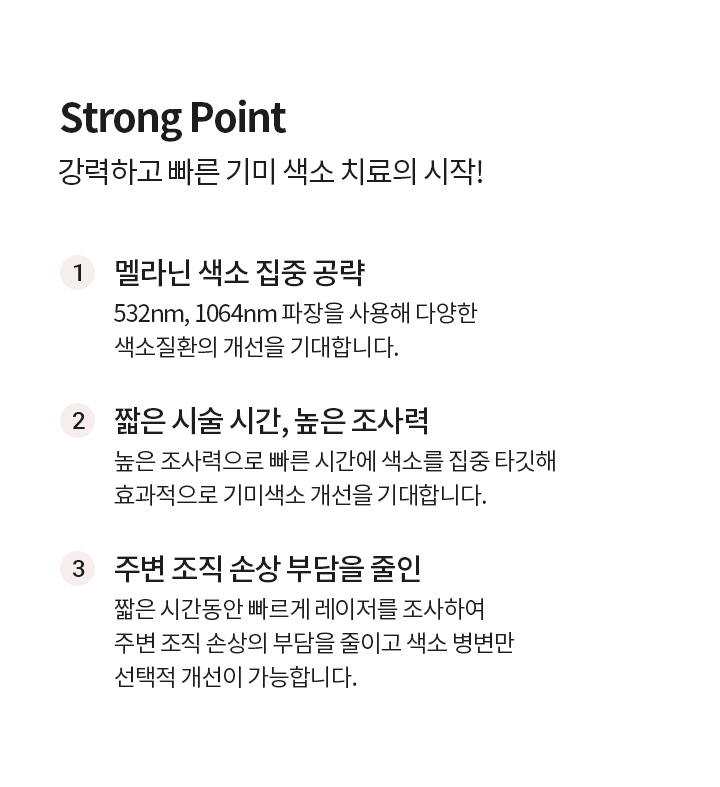 Strong Point
강력하고 빠른 기미 색소 치료의 시작!
1 멜라닌 색소 집중 공략
532nm, 1064nm 파장을 사용해 다양한
색소질환의 개선을 기대합니다.
2 짧은 시술 시간, 높은 조사력
높은 조사력으로 빠른 시간에 색소를 집중 타깃해
효과적으로 기미색소 개선을 기대합니다.
3 주변 조직 손상 부담을 줄인
짧은 시간동안 빠르게 레이저를 조사하여
주변 조직 손상의 부담을 줄이고 색소 병변만
선택적 개선이 가능합니다.